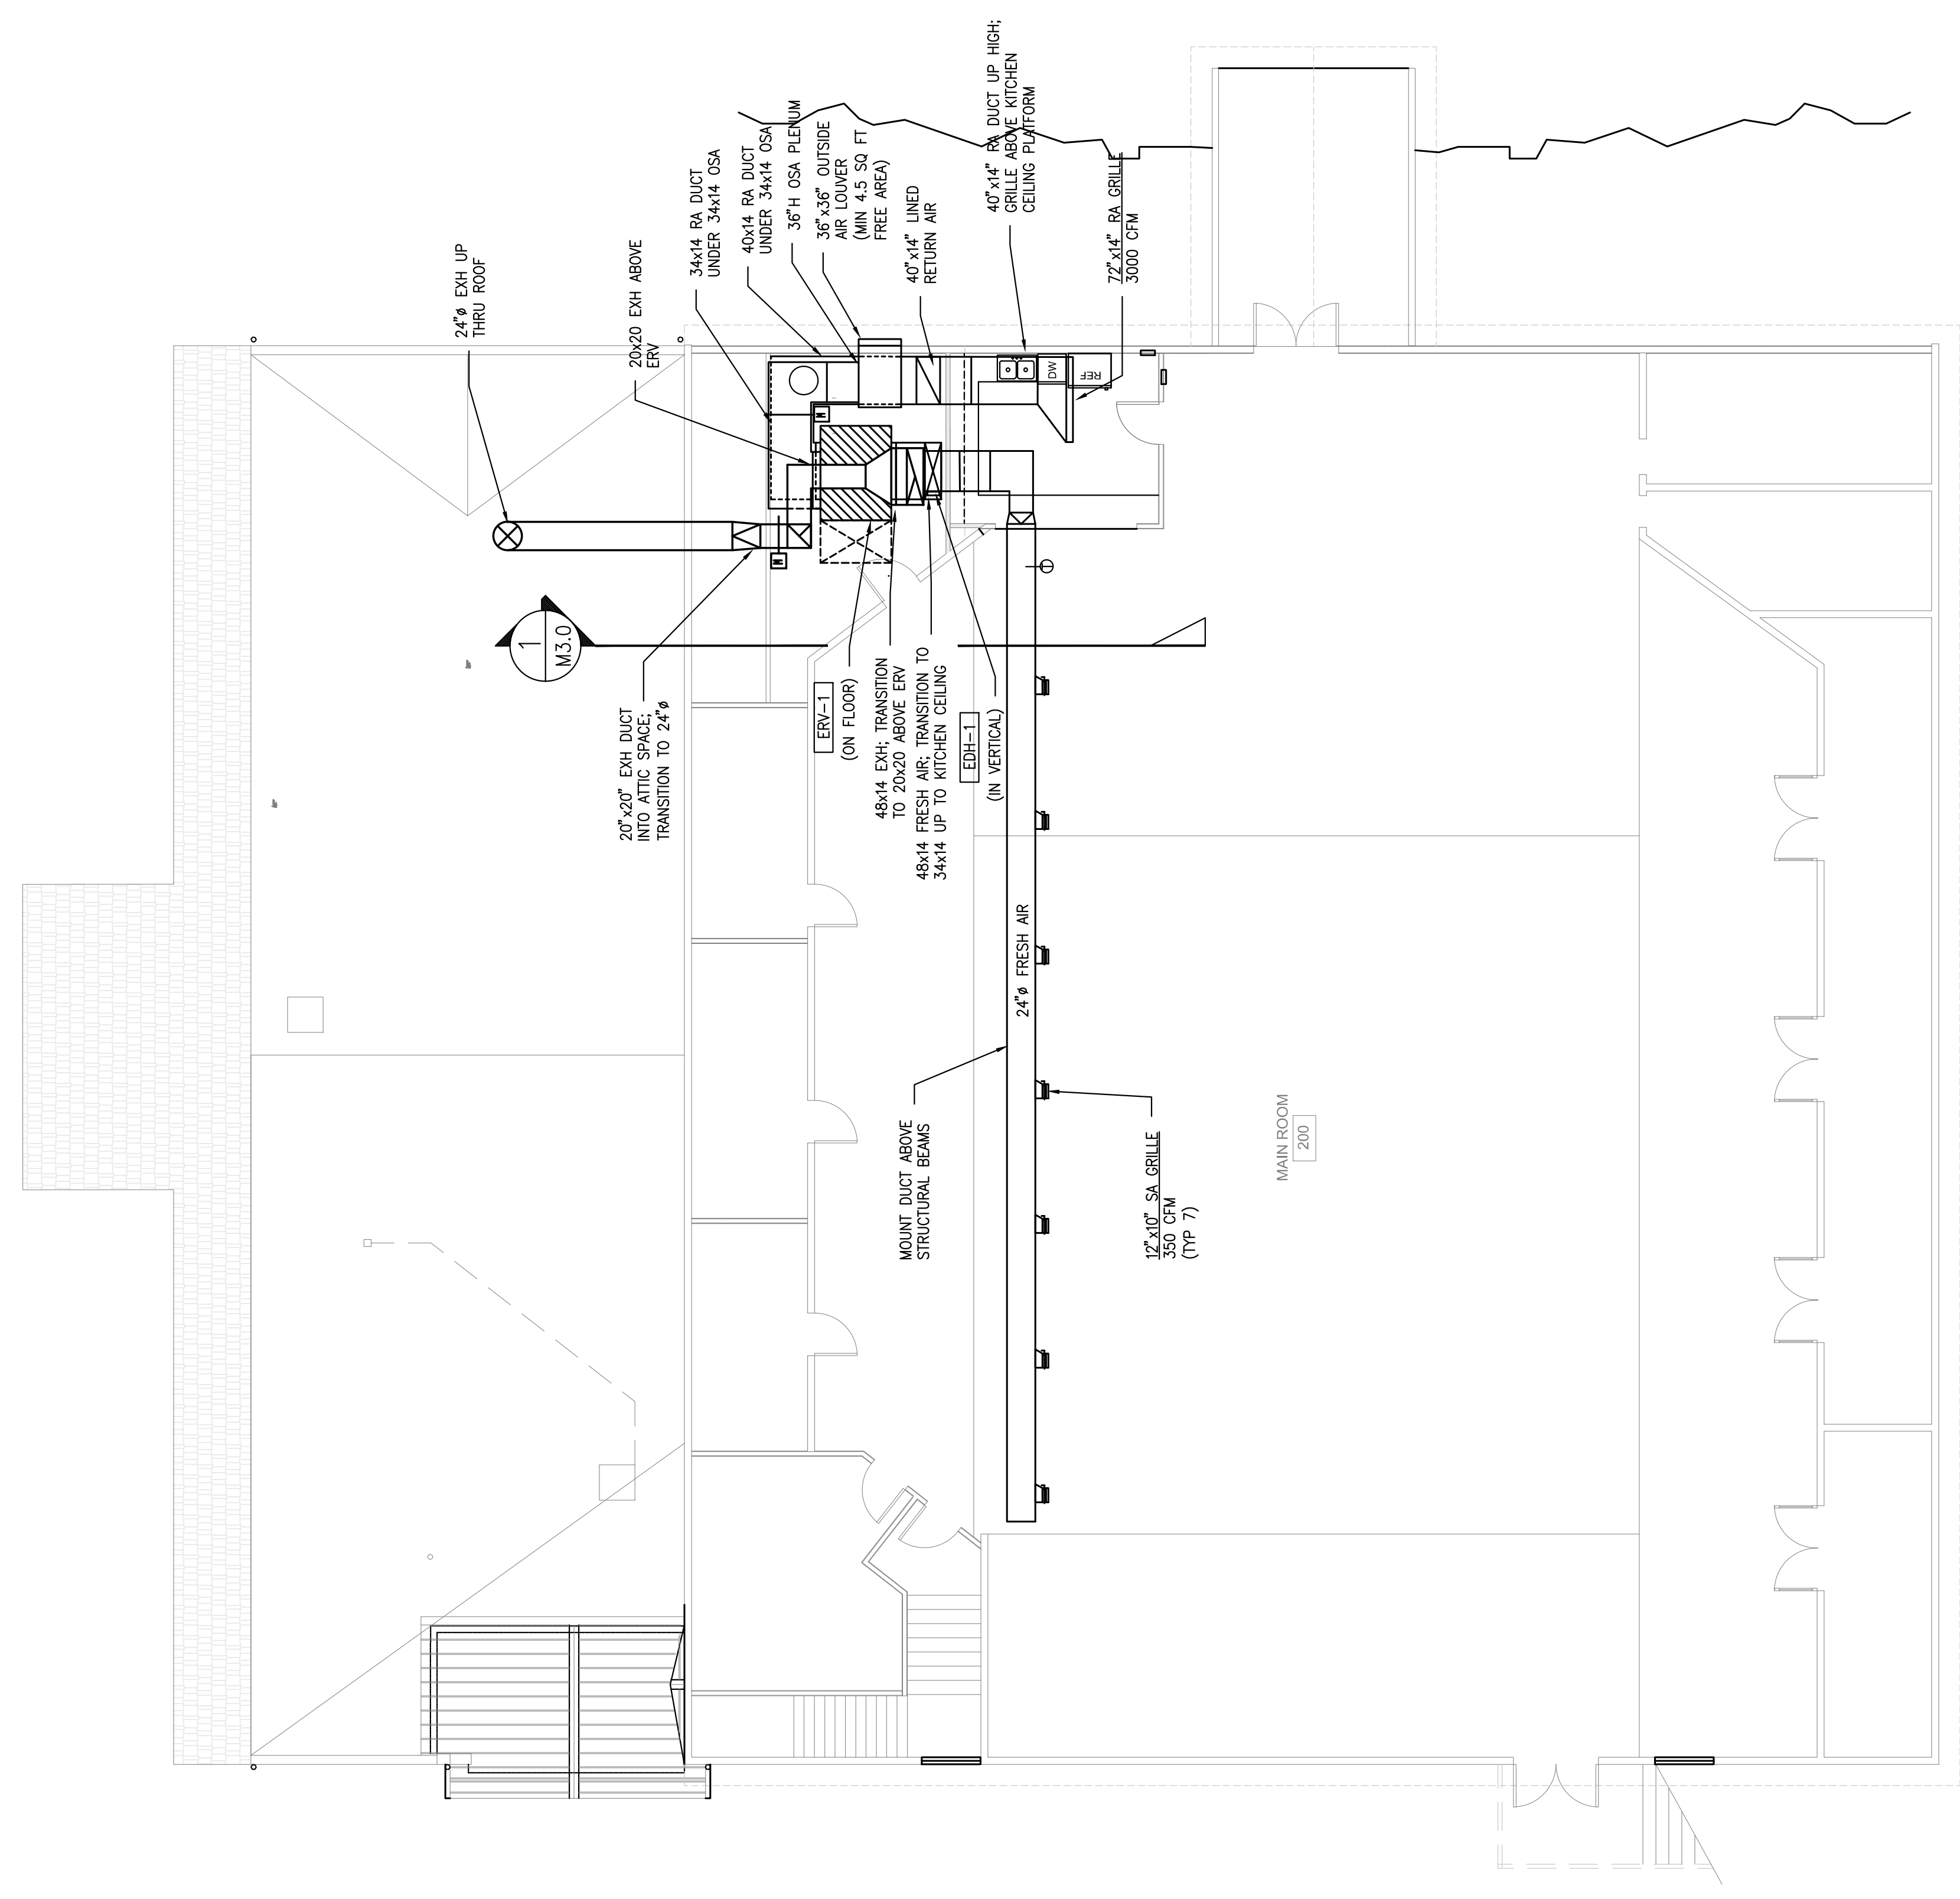 24"ø EXH UP
THRU ROOF
20x20 EXH ABOVE
ERV
34x14 RA DUCT
UNDER 34x14 OSA
40x14 RA DUCT
UNDER 34x14 OSA
36"H OSA PLENUM
36"x36" OUTSIDE
AIR LOUVER
(MIN 4.5 SQ FT
FREE AREA)
40"x14" LINED
RETURN AIR
40"x14" RA DUCT UP HIGH;
GRILLE ABOVE KITCHEN
CEILING PLATFORM
72"x14" RA GRILLE
3000 CFM
DW
REF
M
M
T
1
M3.0
20"x20" EXH DUCT
INTO ATTIC SPACE;
TRANSITION TO 24"ø
ERV-1
(ON FLOOR)
48x14 EXH; TRANSITION
TO 20x20 ABOVE ERV
48x14 FRESH AIR; TRANSITION TO
34x14 UP TO KITCHEN CEILING
EDH-1
(IN VERTICAL)
24"ø FRESH AIR
MOUNT DUCT ABOVE
STRUCTURAL BEAMS
12"x10" SA GRILLE
350 CFM
(TYP 7)
MAIN ROOM
200